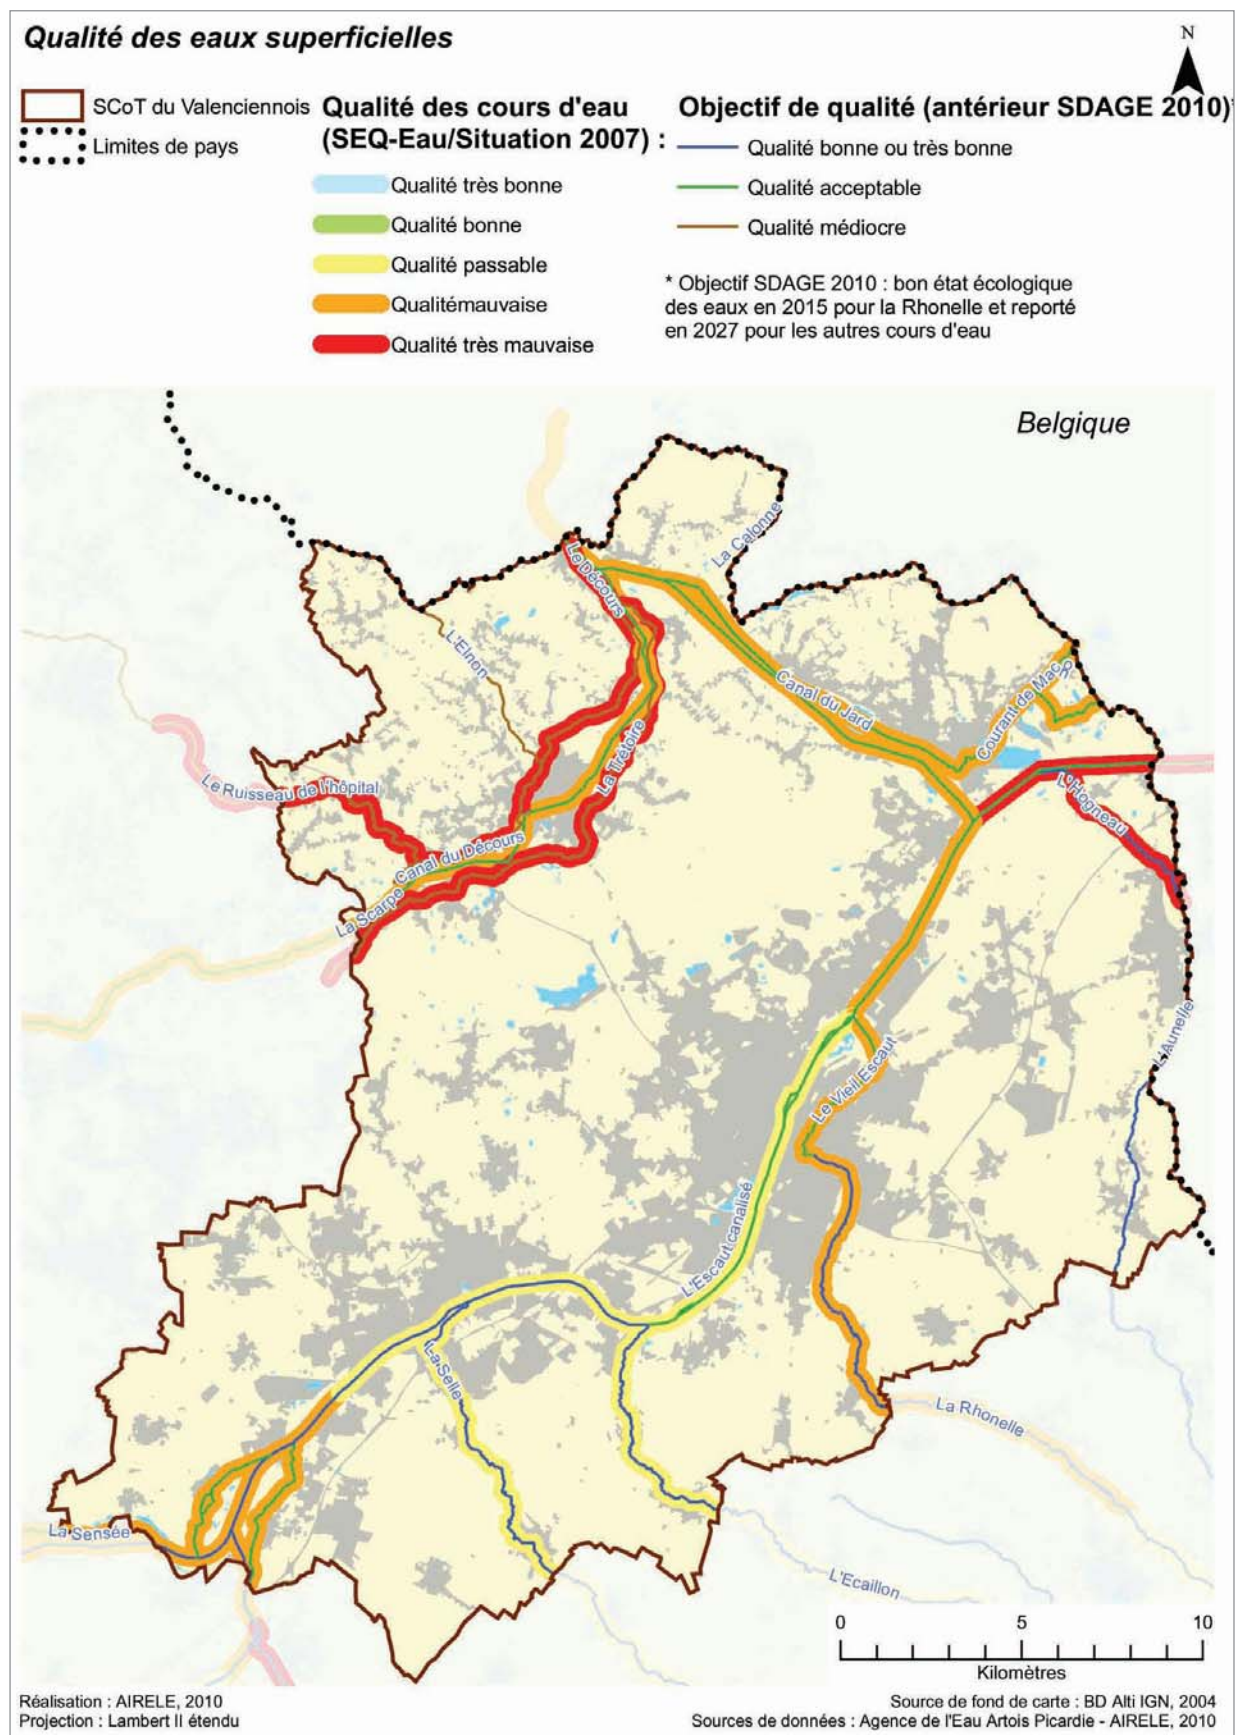 Qualité des eaux superficielles
N
SCoT du Valenciennois
Limites de pays
Qualité des cours d'eau
(SEQ-Eau/Situation 2007) :
Qualité très bonne
Qualité bonne
Qualité passable
Qualitémauvaise
Qualité très mauvaise
Objectif de qualité (antérieur SDAGE 2010)*
Qualité bonne ou très bonne
Qualité acceptable
Qualité médiocre
* Objectif SDAGE 2010 : bon état écologique
des eaux en 2015 pour la Rhonelle et reporté
en 2027 pour les autres cours d'eau
Belgique
La Calonne
Le Décours
L'Elnon
Canal du Jard
Courant de Macou
La Trétoire
Le Ruisseau de l'hôpital
L'Hogneau
Canal du Décours
La Scarpe
L'Aunelle
Le Vieil Escaut
L'Escaut canalisé
La Selle
La Rhonelle
La Sensée
L'Ecaillon
0 5 10
Kilomètres
Réalisation : AIRELE, 2010
Projection : Lambert II étendu
Source de fond de carte : BD Alti IGN, 2004
Sources de données : Agence de l'Eau Artois Picardie - AIRELE, 2010